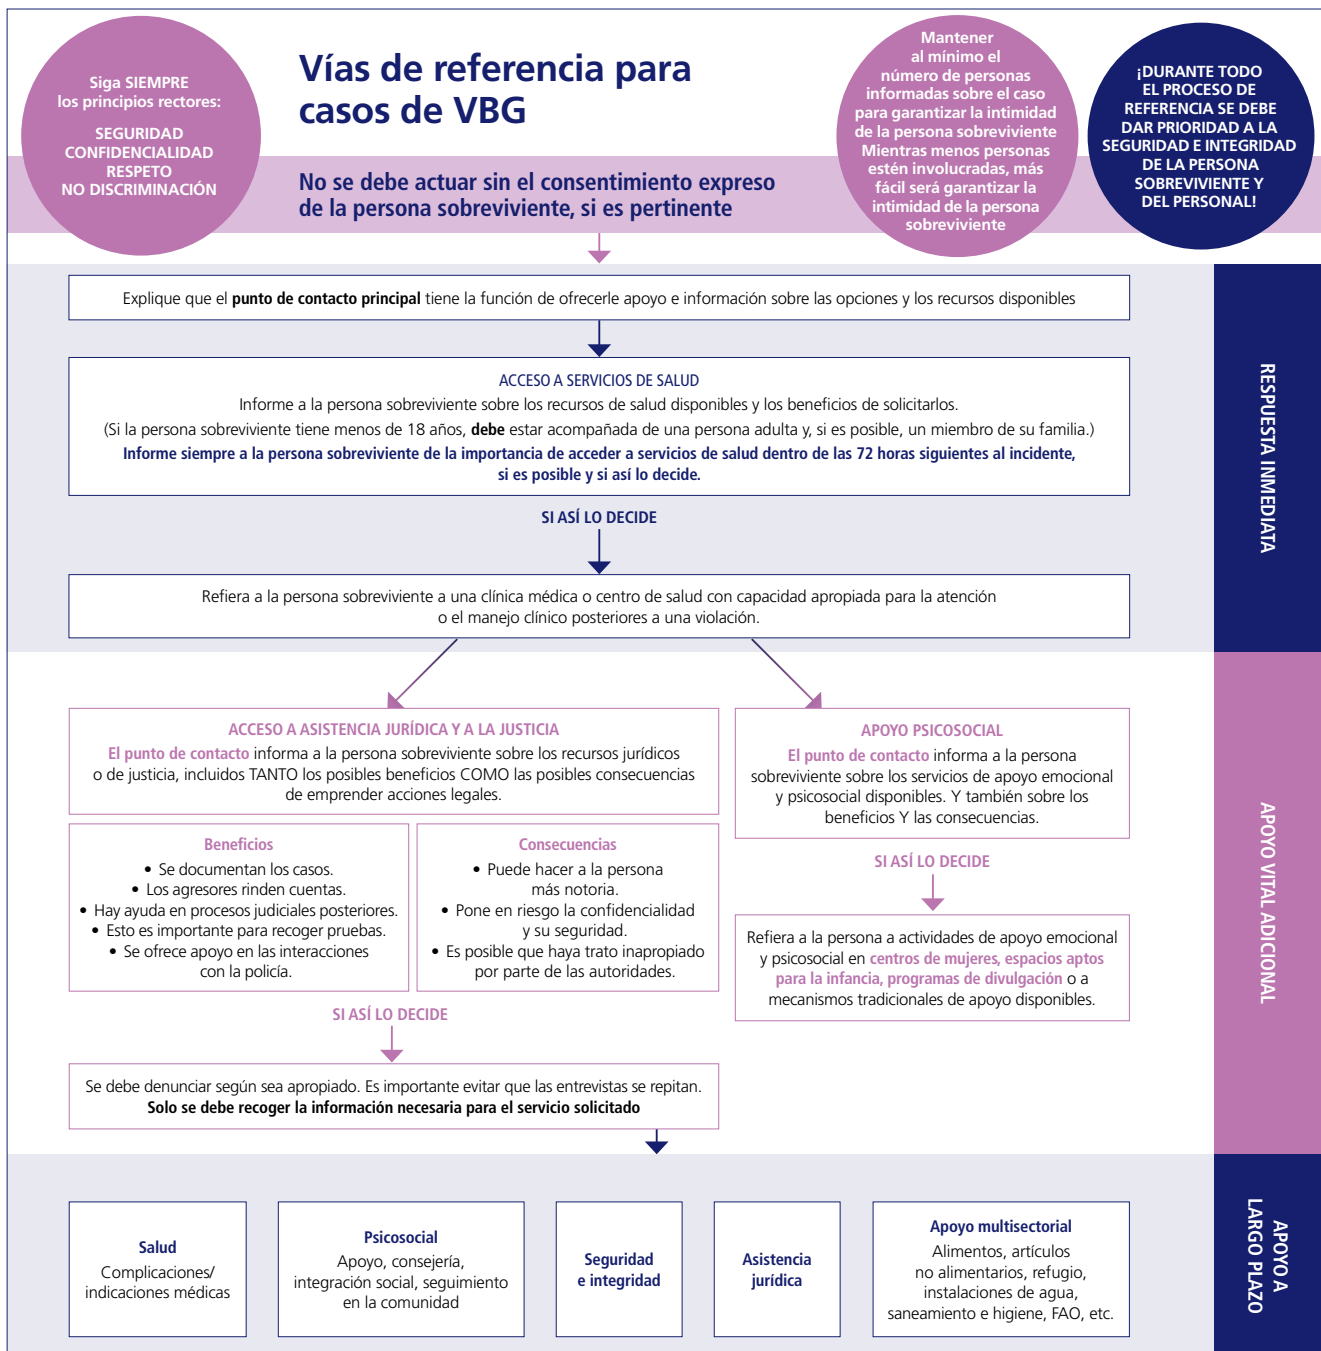 Siga SIEMPRE
los principios rectores:
SEGURIDAD
CONFIDENCIALIDAD
RESPETO
NO DISCRIMINACIÓN
Vías de referencia para
casos de VBG
No se debe actuar sin el consentimiento expreso
de la persona sobreviviente, si es pertinente
Mantener
al mínimo el
número de personas
informadas sobre el caso
para garantizar la intimidad
de la persona sobreviviente
Mientras menos personas
estén involucradas, más
fácil será garantizar la
intimidad de la persona
sobreviviente
¡DURANTE TODO
EL PROCESO DE
REFERENCIA SE DEBE
DAR PRIORIDAD A LA
SEGURIDAD E INTEGRIDAD
DE LA PERSONA
SOBREVIVIENTE Y
DEL PERSONAL!
RESPUESTA INMEDIATA
Explique que el punto de contacto principal tiene la función de ofrecerle apoyo e información sobre las opciones y los recursos disponibles
ACCESO A SERVICIOS DE SALUD
Informe a la persona sobreviviente sobre los recursos de salud disponibles y los beneficios de solicitarlos.
(Si la persona sobreviviente tiene menos de 18 años, debe estar acompañada de una persona adulta y, si es posible, un miembro de su familia.)
Informe siempre a la persona sobreviviente de la importancia de acceder a servicios de salud dentro de las 72 horas siguientes al incidente,
si es posible y si así lo decide.
SI ASÍ LO DECIDE
Refiera a la persona sobreviviente a una clínica médica o centro de salud con capacidad apropiada para la atención
o el manejo clínico posteriores a una violación.
APOYO VITAL ADICIONAL
ACCESO A ASISTENCIA JURÍDICA Y A LA JUSTICIA
El punto de contacto informa a la persona sobreviviente sobre los recursos jurídicos
o de justicia, incluidos TANTO los posibles beneficios COMO las posibles consecuencias
de emprender acciones legales.
Beneficios
• Se documentan los casos.
• Los agresores rinden cuentas.
• Hay ayuda en procesos judiciales posteriores.
• Esto es importante para recoger pruebas.
• Se ofrece apoyo en las interacciones
con la policía.
Consecuencias
• Puede hacer a la persona
más notoria.
• Pone en riesgo la confidencialidad
y su seguridad.
• Es posible que haya trato inapropiado
por parte de las autoridades.
SI ASÍ LO DECIDE
Se debe denunciar según sea apropiado. Es importante evitar que las entrevistas se repitan.
Solo se debe recoger la información necesaria para el servicio solicitado
APOYO PSICOSOCIAL
El punto de contacto informa a la persona
sobreviviente sobre los servicios de apoyo emocional
y psicosocial disponibles. Y también sobre los
beneficios Y las consecuencias.
SI ASÍ LO DECIDE
Refiera a la persona a actividades de apoyo emocional
y psicosocial en centros de mujeres, espacios aptos
para la infancia, programas de divulgación o a
mecanismos tradicionales de apoyo disponibles.
APOYO A
LARGO PLAZO
Salud
Complicaciones/
indicaciones médicas
Psicosocial
Apoyo, consejería,
integración social, seguimiento
en la comunidad
Seguridad
e integridad
Asistencia
jurídica
Apoyo multisectorial
Alimentos, artículos
no alimentarios, refugio,
instalaciones de agua,
saneamiento e higiene, FAO, etc.